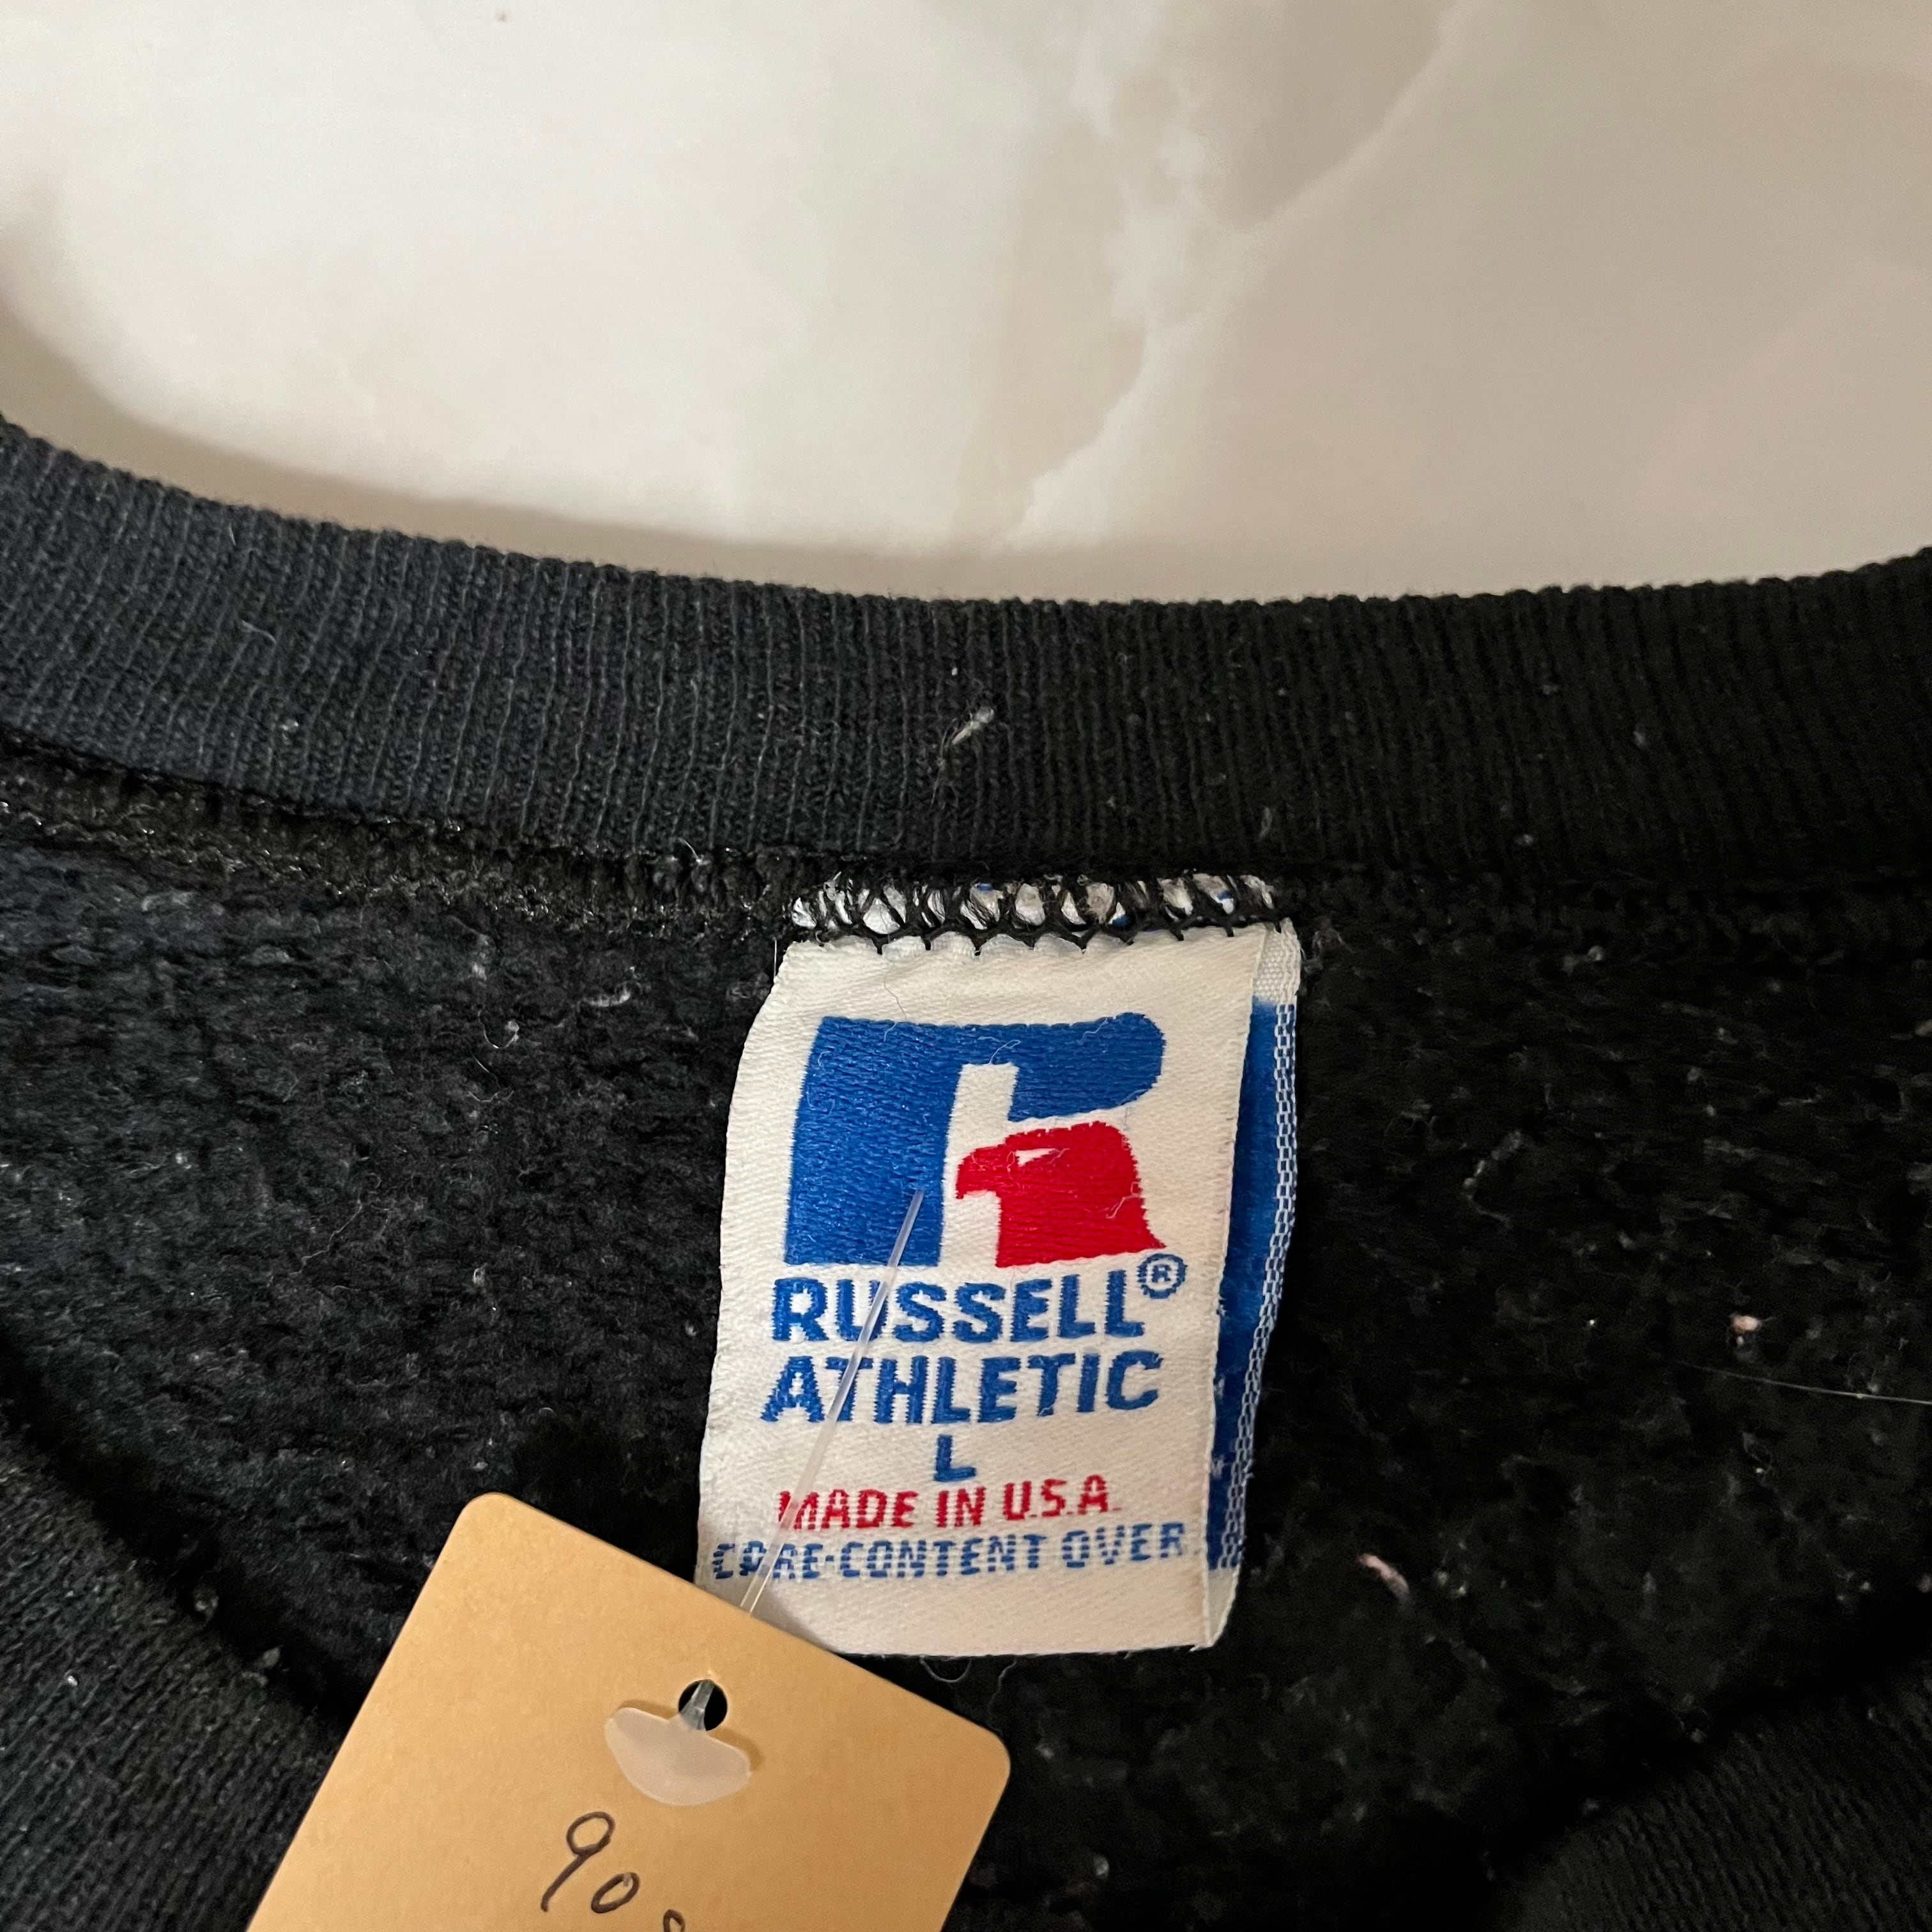 RUSSELL®
ATHLETIC
L
MADE IN U.S.A.
CARE-CONTENT OVER